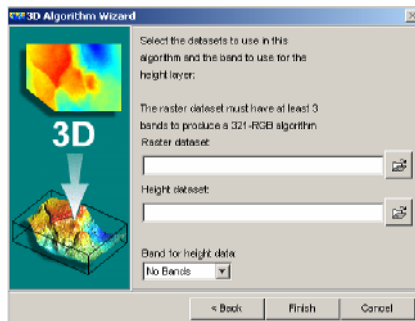 3D Algorithm Wizard
Select the datasets to use in this
algorithm and the band to use for the
height layer:
The raster dataset must have at least 3
bands to produce a 321-RGB algorithm
Raster dataset:
3D
Height dataset:
Band for height data:
No Bands
< Back
Finish
Cancel